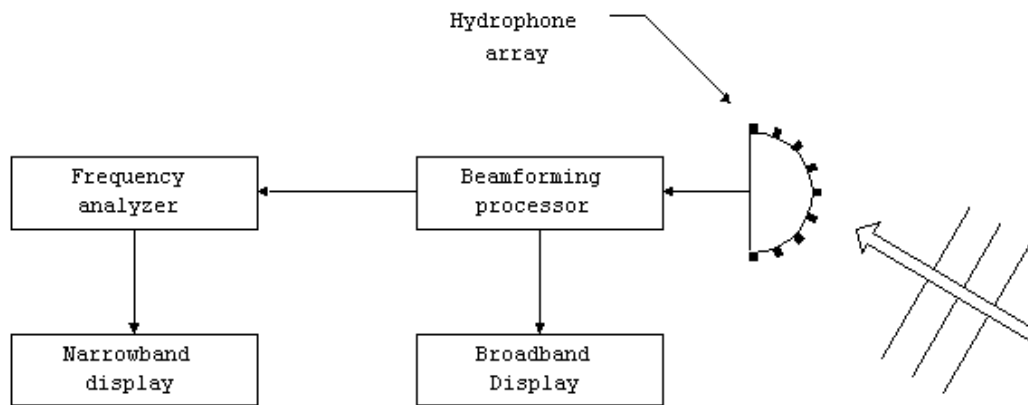 Hydrophone
array
Frequency
analyzer
Beamforming
processor
Narrowband
display
Broadband
Display